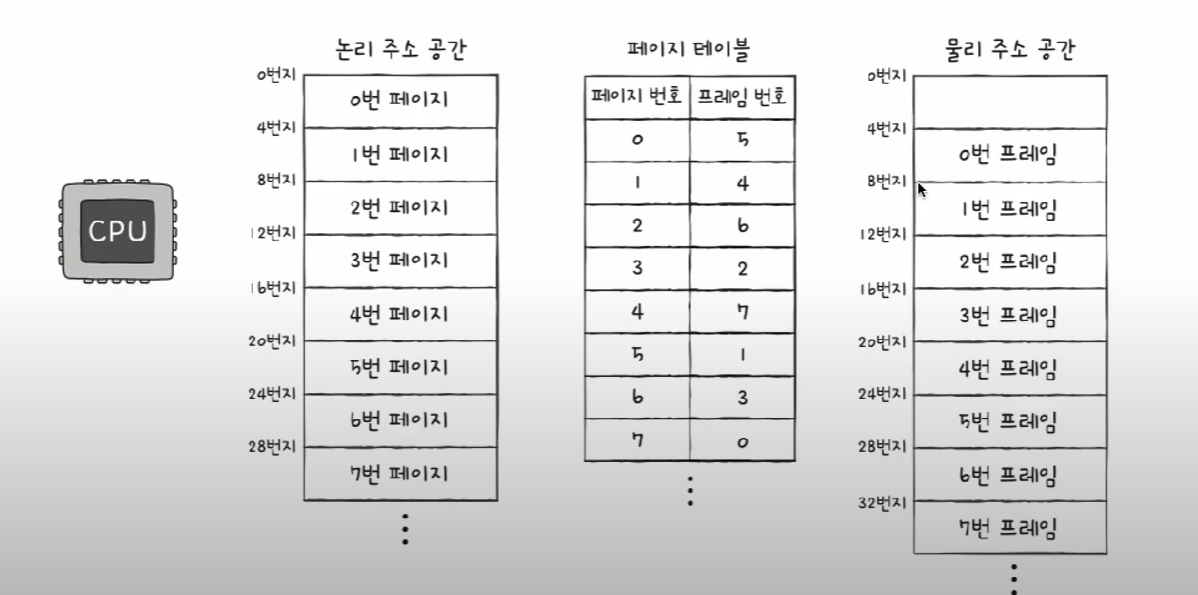 논리 주소 공간
페이지 테이블
물리 주소 공간
CPU
0번지
0번 페이지
4번지
1번 페이지
8번지
2번 페이지
12번지
3번 페이지
16번지
4번 페이지
20번지
5번 페이지
24번지
6번 페이지
28번지
7번 페이지
페이지 번호 프레임 번호
0 5
1 4
2 6
3 2
4 7
5 1
6 3
7 0
0번지
4번지
0번 프레임
8번지
1번 프레임
12번지
2번 프레임
16번지
3번 프레임
20번지
4번 프레임
24번지
5번 프레임
28번지
6번 프레임
32번지
7번 프레임